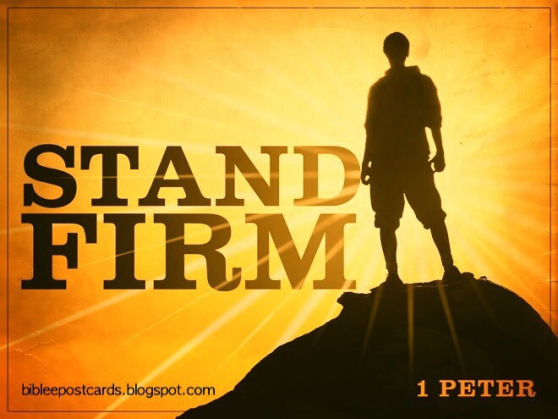 STAND
FIRM
bibleepostcards.blogspot.com
1 PETER